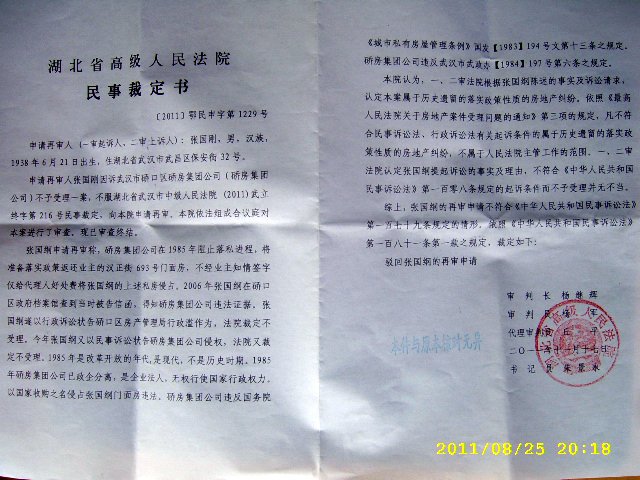 湖北省高级人民法院
民事裁定书
〔2011〕鄂民申字第1229号
申请再审人（一审起诉人、二审上诉人）：张国刚，男，汉族，
1938年6月21日出生，住湖北省武汉市武昌区保安街32号。
申请再审人张国刚因诉武汉市硚口区硚房集团公司（硚房集
团公司）不予受理一案，不服湖北省武汉市中级人民法院（2011）武立
终字第216号民事裁定，向本院申请再审。本院依法组成合议庭对
本案进行了审查，现已审查终结。
张国纲申请再审称，硚房集团公司在1985年阻止落私进程，将
准备落实政策返还业主的汉正街693号门面房，不经业主知情签字
仅给代理人好处费将张国纲的上述私房侵占。2006年张国纲在硚口
区政府档案馆查到当时被告信函，得知硚房集团公司违法证据。张
国纲遂以行政诉讼状告硚口区房产管理局行政滥作为，法院裁定不
受理。今年张国纲又以民事诉讼状告硚房集团公司侵权，法院又裁
定不受理。1985年是改革开放的年代，是现代，不是历史时期。1985
年硚房集团公司已政企分离，是企业法人，无权行使国家行政权力，
以国家收购之名侵占张国纲门面房违法。硚房集团公司违反国务院
《城市私有房屋管理条例》国发【1983】194号文第十三条之规定。
硚房集团公司违反武汉市武政办【1984】197号第六条之规定。
本院认为，一、二审法院根据张国纲陈述的事实及诉讼请求，
认定本案属于历史遗留的落实政策性质的房地产纠纷。依照《最高
人民法院关于房地产案件受理问题的通知》第三项的规定，凡不符
合民事诉讼法、行政诉讼法有关起诉条件的属于历史遗留的落实政
策性质的房地产纠纷，不属于人民法院主管工作的范围，一、二审
法院认定张国纲提起诉讼的事实及理由，不符合《中华人民共和国
民事诉讼法》第一百零八条规定的起诉条件而不予受理并无不当。
综上，张国纲的再审申请不符合《中华人民共和国民事诉讼法》
第一百七十九条规定的情形，依照《中华人民共和国民事诉讼法》
第一百八十一条第一款之规定，裁定如下：
驳回张国纲的再审申请
审 判 长 杨继辉
审 判 员
代理审判员
二〇一
书 记 员
本件与原本核对无异
2011/08/25 20:18